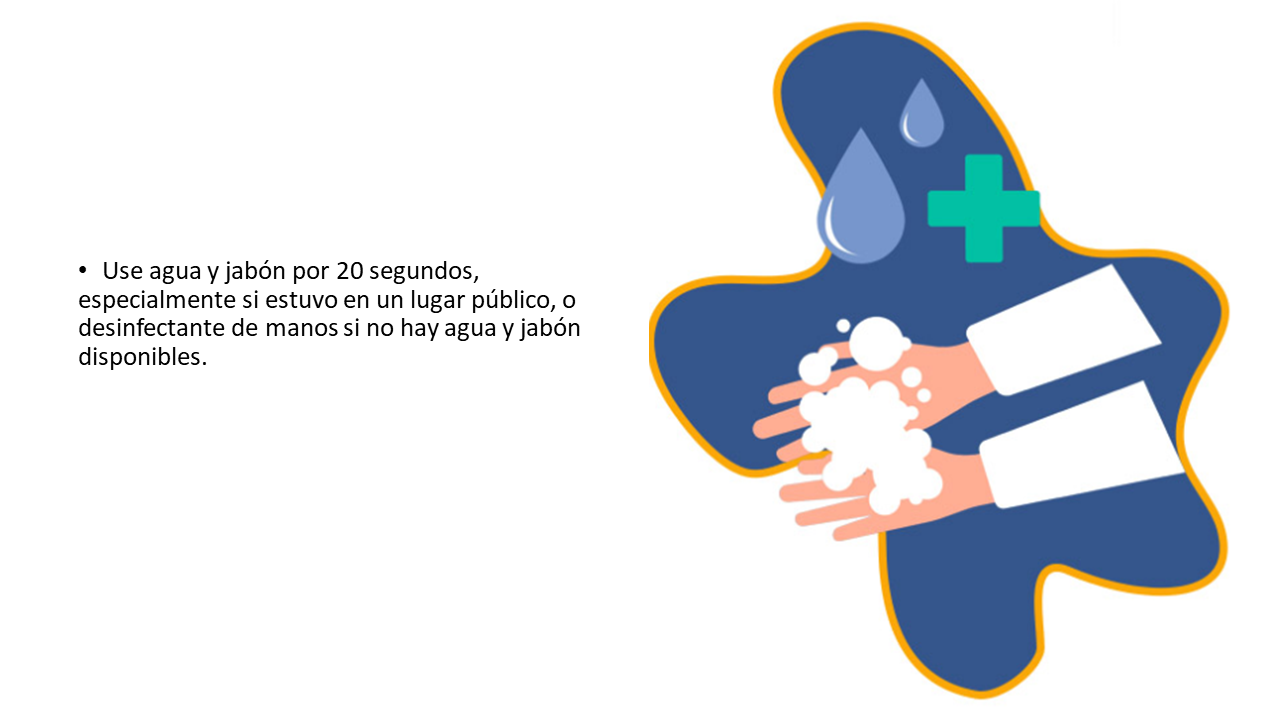 • Use agua y jabón por 20 segundos,
especialmente si estuvo en un lugar público, o
desinfectante de manos si no hay agua y jabón
disponibles.